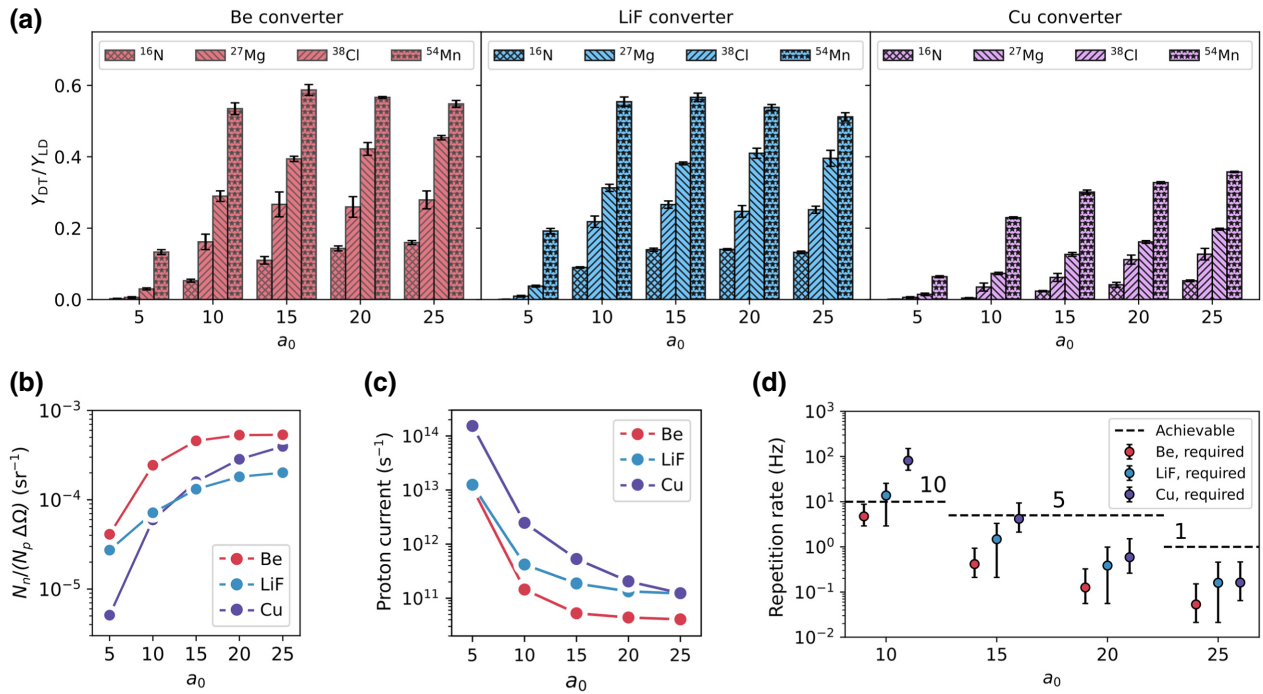 (a)
Be converter
LiF converter
Cu converter
¹⁶N ²⁷Mg ³⁸Cl ⁵⁴Mn
¹⁶N ²⁷Mg ³⁸Cl ⁵⁴Mn
¹⁶N ²⁷Mg ³⁸Cl ⁵⁴Mn
Y_DT/Y_LD
0.6
0.4
0.2
0.0
5 10 15 20 25
5 10 15 20 25
5 10 15 20 25
a₀
a₀
a₀
(b)
N_n/(N_p ΔΩ) (sr⁻¹)
10⁻³
10⁻⁴
10⁻⁵
Be
LiF
Cu
5 10 15 20 25
a₀
(c)
Proton current (s⁻¹)
10¹⁴
10¹³
10¹²
10¹¹
Be
LiF
Cu
5 10 15 20 25
a₀
(d)
Repetition rate (Hz)
10³
10²
10¹
10⁰
10⁻¹
10⁻²
Achievable
Be, required
LiF, required
Cu, required
10
5
1
10 15 20 25
a₀